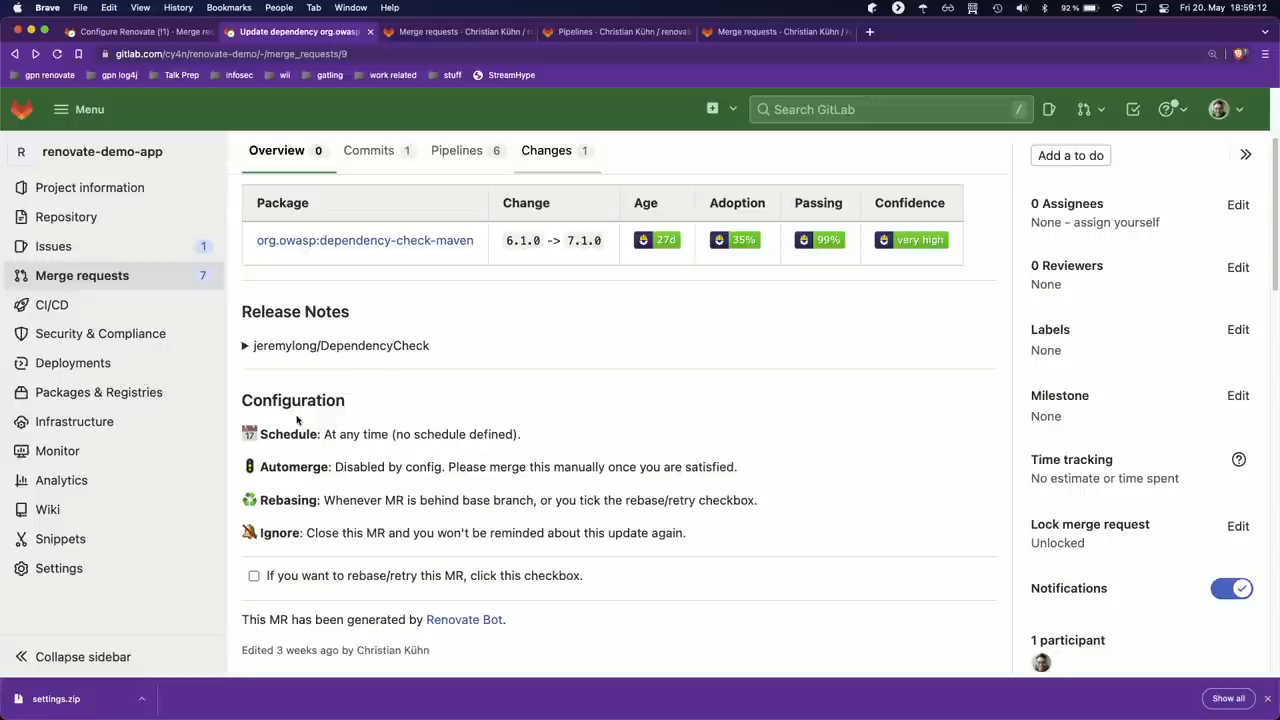 Brave File Edit View History Bookmarks People Tab Window Help 92 % Fri 20. May 18:59:12
Configure Renovate (!1) · Merge re
Update dependency org.owasp
Merge requests · Christian Kühn / r
Pipelines · Christian Kühn / renovat
Merge requests · Christian Kühn / r
gitlab.com/cy4n/renovate-demo/-/merge_requests/9
gpn renovate gpn log4j Talk Prep infosec wii gatling work related stuff StreamHype
Menu Search GitLab /
R renovate-demo-app
Project information
Repository
Issues 1
Merge requests 7
CI/CD
Security & Compliance
Deployments
Packages & Registries
Infrastructure
Monitor
Analytics
Wiki
Snippets
Settings
Collapse sidebar
Overview 0 Commits 1 Pipelines 6 Changes 1
Package Change Age Adoption Passing Confidence
org.owasp:dependency-check-maven 6.1.0 -> 7.1.0 27d 35% 99% very high
Release Notes
jeremylong/DependencyCheck
Configuration
17 Schedule: At any time (no schedule defined).
Automerge: Disabled by config. Please merge this manually once you are satisfied.
Rebasing: Whenever MR is behind base branch, or you tick the rebase/retry checkbox.
Ignore: Close this MR and you won't be reminded about this update again.
If you want to rebase/retry this MR, click this checkbox.
This MR has been generated by Renovate Bot.
Edited 3 weeks ago by Christian Kühn
Add a to do
0 Assignees Edit
None - assign yourself
0 Reviewers Edit
None
Labels Edit
None
Milestone Edit
None
Time tracking
No estimate or time spent
Lock merge request Edit
Unlocked
Notifications
1 participant
settings.zip Show all